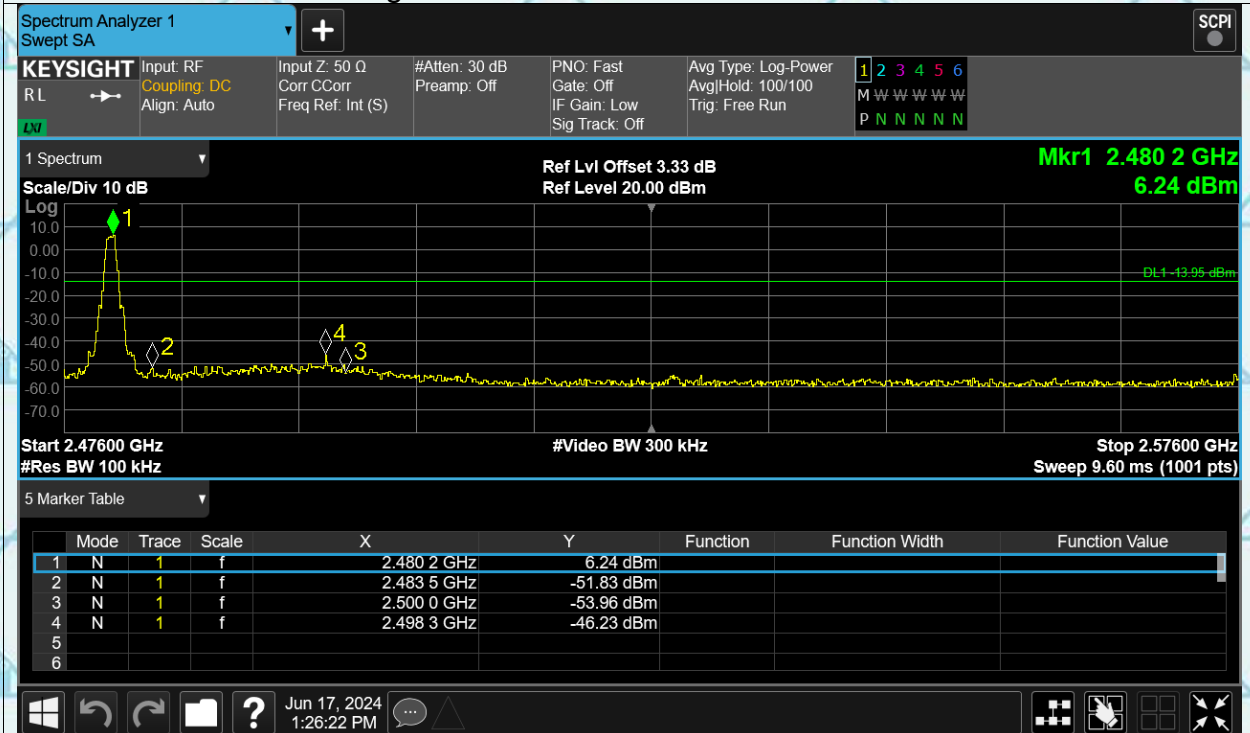 Spectrum Analyzer 1
Swept SA
+
SCPI
KEYSIGHT Input: RF Input Z: 50 Ω #Atten: 30 dB PNO: Fast Avg Type: Log-Power 1 2 3 4 5 6
R L Coupling: DC Corr CCorr Preamp: Off Gate: Off Avg|Hold: 100/100 M W W W W W
Align: Auto Freq Ref: Int (S) IF Gain: Low Trig: Free Run
LXI Sig Track: Off P N N N N N
1 Spectrum Ref Lvl Offset 3.33 dB Mkr1 2.480 2 GHz
Scale/Div 10 dB Ref Level 20.00 dBm 6.24 dBm
Log
1
10.0
0.00
-10.0 DL1 -13.95 dBm
-20.0
-30.0
4
-40.0
2 3
-50.0
-60.0
-70.0
Start 2.47600 GHz #Video BW 300 kHz Stop 2.57600 GHz
#Res BW 100 kHz Sweep 9.60 ms (1001 pts)
5 Marker Table
Mode Trace Scale X Y Function Function Width Function Value
1 N 1 f 2.480 2 GHz 6.24 dBm
2 N 1 f 2.483 5 GHz -51.83 dBm
3 N 1 f 2.500 0 GHz -53.96 dBm
4 N 1 f 2.498 3 GHz -46.23 dBm
5
6
? Jun 17, 2024
1:26:22 PM